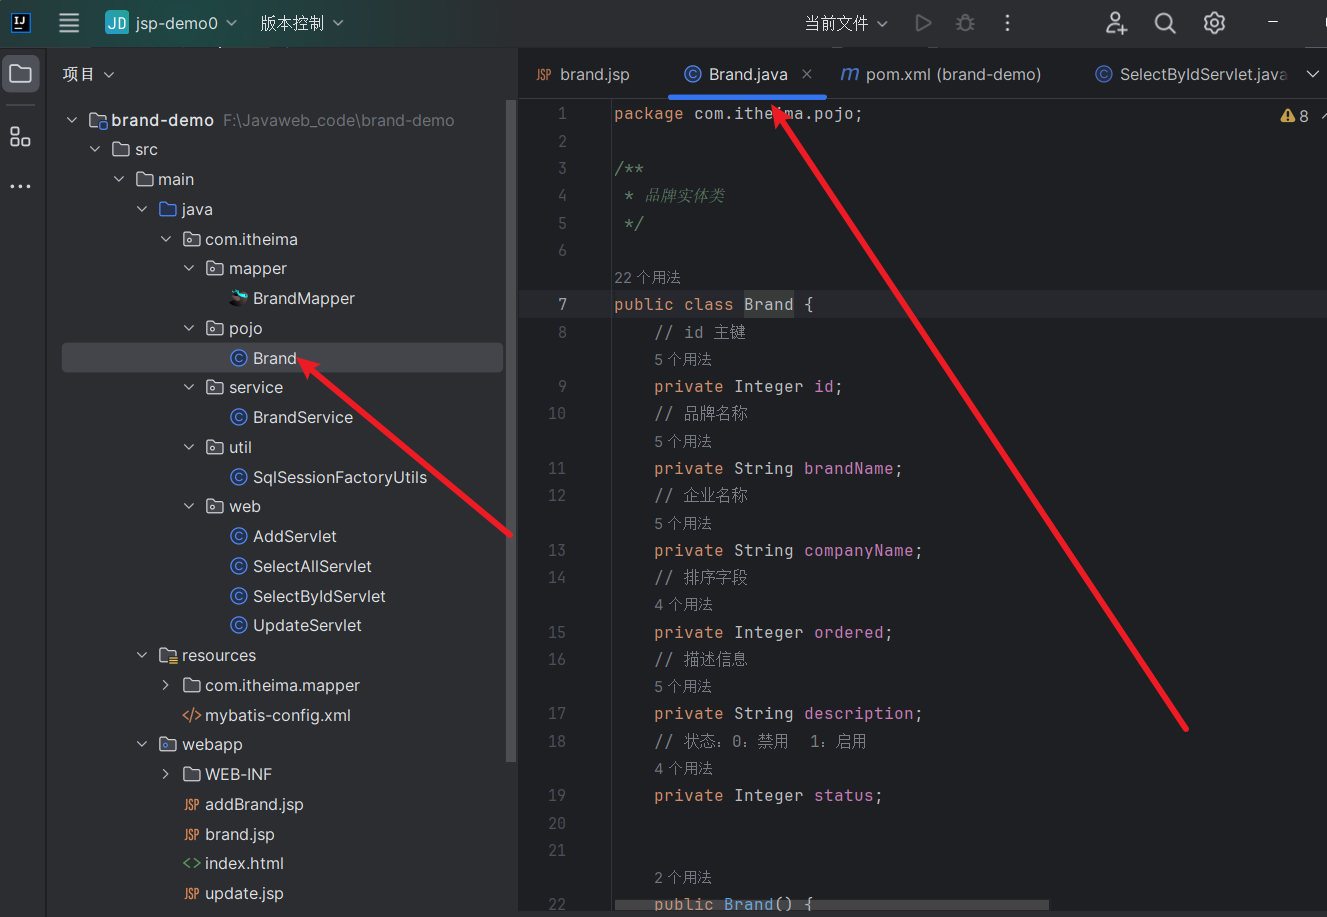 IJ
JD jsp-demo0
版本控制
当前文件
项目
brand-demo F:\Javaweb_code\brand-demo
src
main
java
com.itheima
mapper
BrandMapper
pojo
Brand
service
BrandService
util
SqlSessionFactoryUtils
web
AddServlet
SelectAllServlet
SelectByIdServlet
UpdateServlet
resources
com.itheima.mapper
</> mybatis-config.xml
webapp
WEB-INF
JSP addBrand.jsp
JSP brand.jsp
<> index.html
JSP update.jsp
JSP brand.jsp
C Brand.java
m pom.xml (brand-demo)
C SelectByIdServlet.java
8
1 package com.itheima.pojo;
2
3 /**
4 * 品牌实体类
5 */
6
22 个用法
7 public class Brand {
8 // id 主键
5 个用法
9 private Integer id;
10 // 品牌名称
5 个用法
11 private String brandName;
12 // 企业名称
5 个用法
13 private String companyName;
14 // 排序字段
4 个用法
15 private Integer ordered;
16 // 描述信息
5 个用法
17 private String description;
18 // 状态：0：禁用  1：启用
4 个用法
19 private Integer status;
20
21
2 个用法
22 public Brand() {